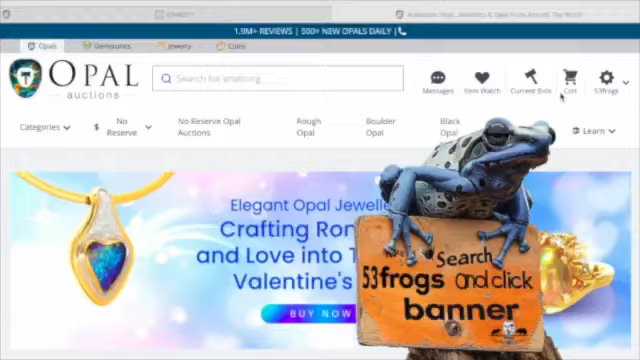 1.9M+ REVIEWS | 500+ NEW OPALS DAILY |
Opals Gemstones Jewelry Coins
OPAL
auctions
Search for anything
Messages Item Watch Current Bids Cart 53frogs
Categories
$ No Reserve
No Reserve Opal Auctions
Rough Opal
Boulder Opal
Black Opal
Learn
Elegant Opal Jewelle
Crafting Ron
and Love into T
Valentine's
BUY NOW
Search
53frogs and click
banner